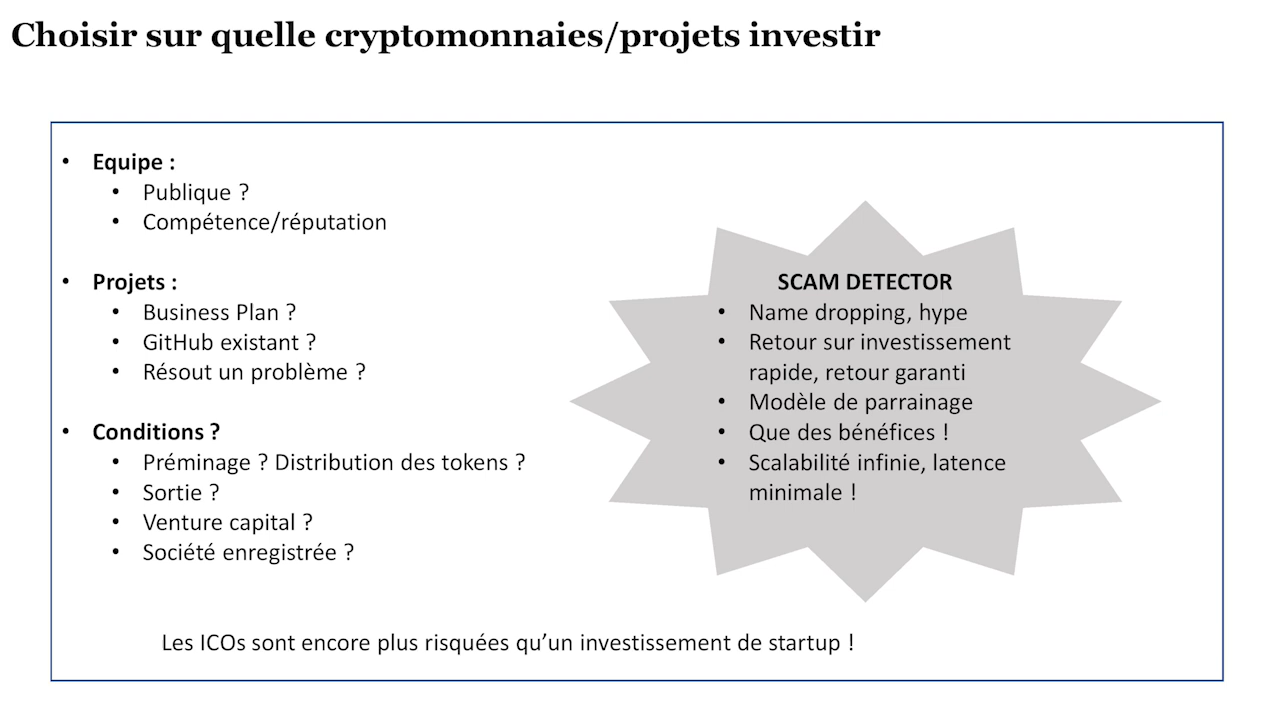 Choisir sur quelle cryptomonnaies/projets investir
• Equipe :
• Publique ?
• Compétence/réputation
• Projets :
• Business Plan ?
• GitHub existant ?
• Résout un problème ?
• Conditions ?
• Préminage ? Distribution des tokens ?
• Sortie ?
• Venture capital ?
• Société enregistrée ?
SCAM DETECTOR
• Name dropping, hype
• Retour sur investissement
rapide, retour garanti
• Modèle de parrainage
• Que des bénéfices !
• Scalabilité infinie, latence
minimale !
Les ICOs sont encore plus risquées qu’un investissement de startup !